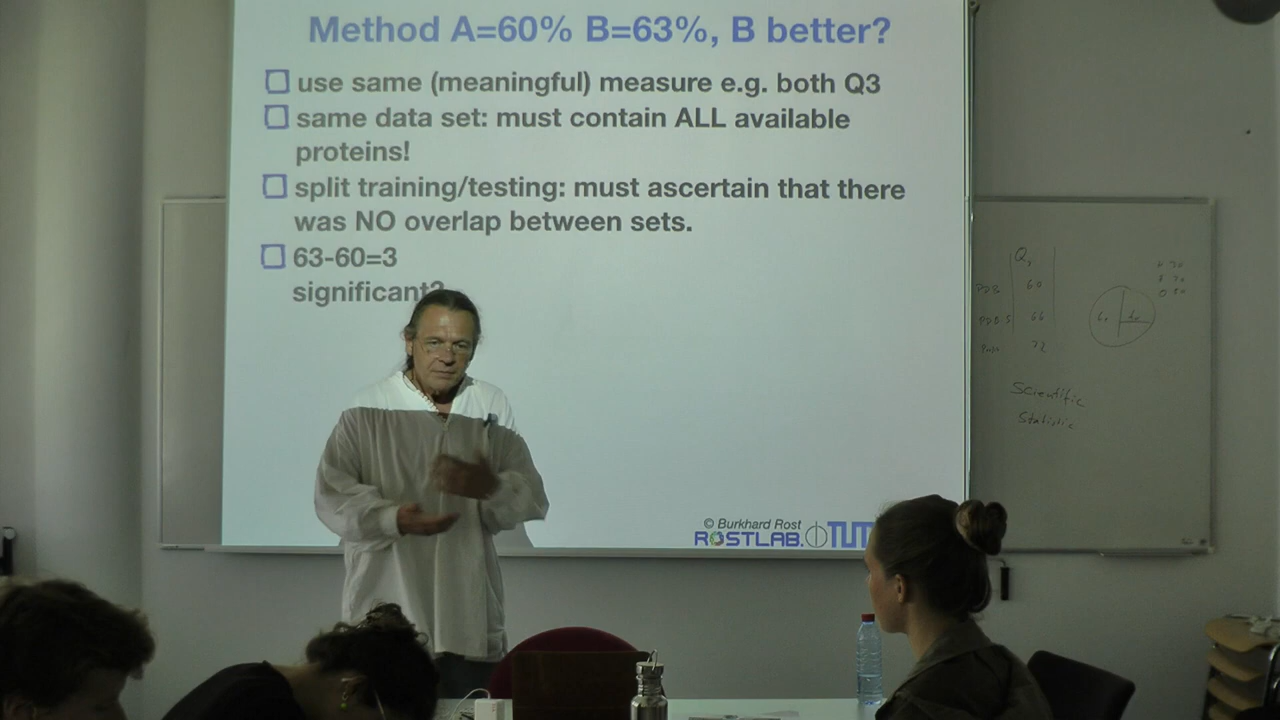 Method A=60% B=63%, B better?
use same (meaningful) measure e.g. both Q3
same data set: must contain ALL available
proteins!
split training/testing: must ascertain that there
was NO overlap between sets.
63-60=3
significant?
© Burkhard Rost
ROSTLAB.
TUM
60
66
72
Scientific
Statistic